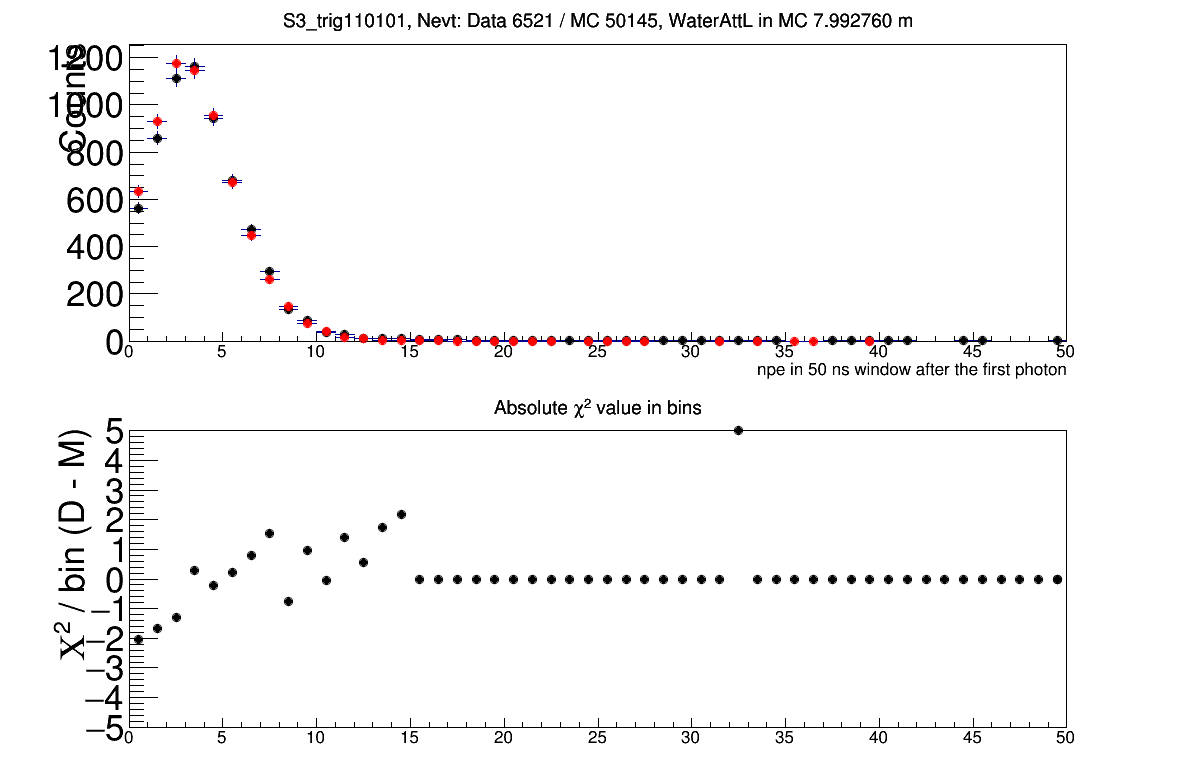 S3_trig110101, Nevt: Data 6521 / MC 50145, WaterAttL in MC 7.992760 m
Counts
1200
1000
800
600
400
200
0
0 5 10 15 20 25 30 35 40 45 50
npe in 50 ns window after the first photon
Absolute χ² value in bins
X² / bin (D - M)
5
4
3
2
1
0
−1
−2
−3
−4
−5
0 5 10 15 20 25 30 35 40 45 50